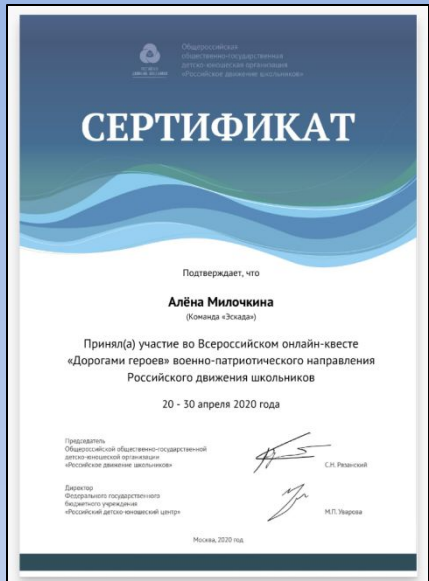 Общероссийская
общественно-государственная
детско-юношеская организация
«Российское движение школьников»
СЕРТИФИКАТ
Подтверждает, что
Алёна Милочкина
(Команда «Эскада»)
Принял(а) участие во Всероссийском онлайн-квесте
«Дорогами героев» военно-патриотического направления
Российского движения школьников
20 - 30 апреля 2020 года
Председатель
Общероссийской общественно-государственной
детско-юношеской организации
«Российское движение школьников»
С.Н. Рязанский
Директор
Федерального государственного
бюджетного учреждения
«Российский детско-юношеский центр»
М.П. Уварова
Москва, 2020 год